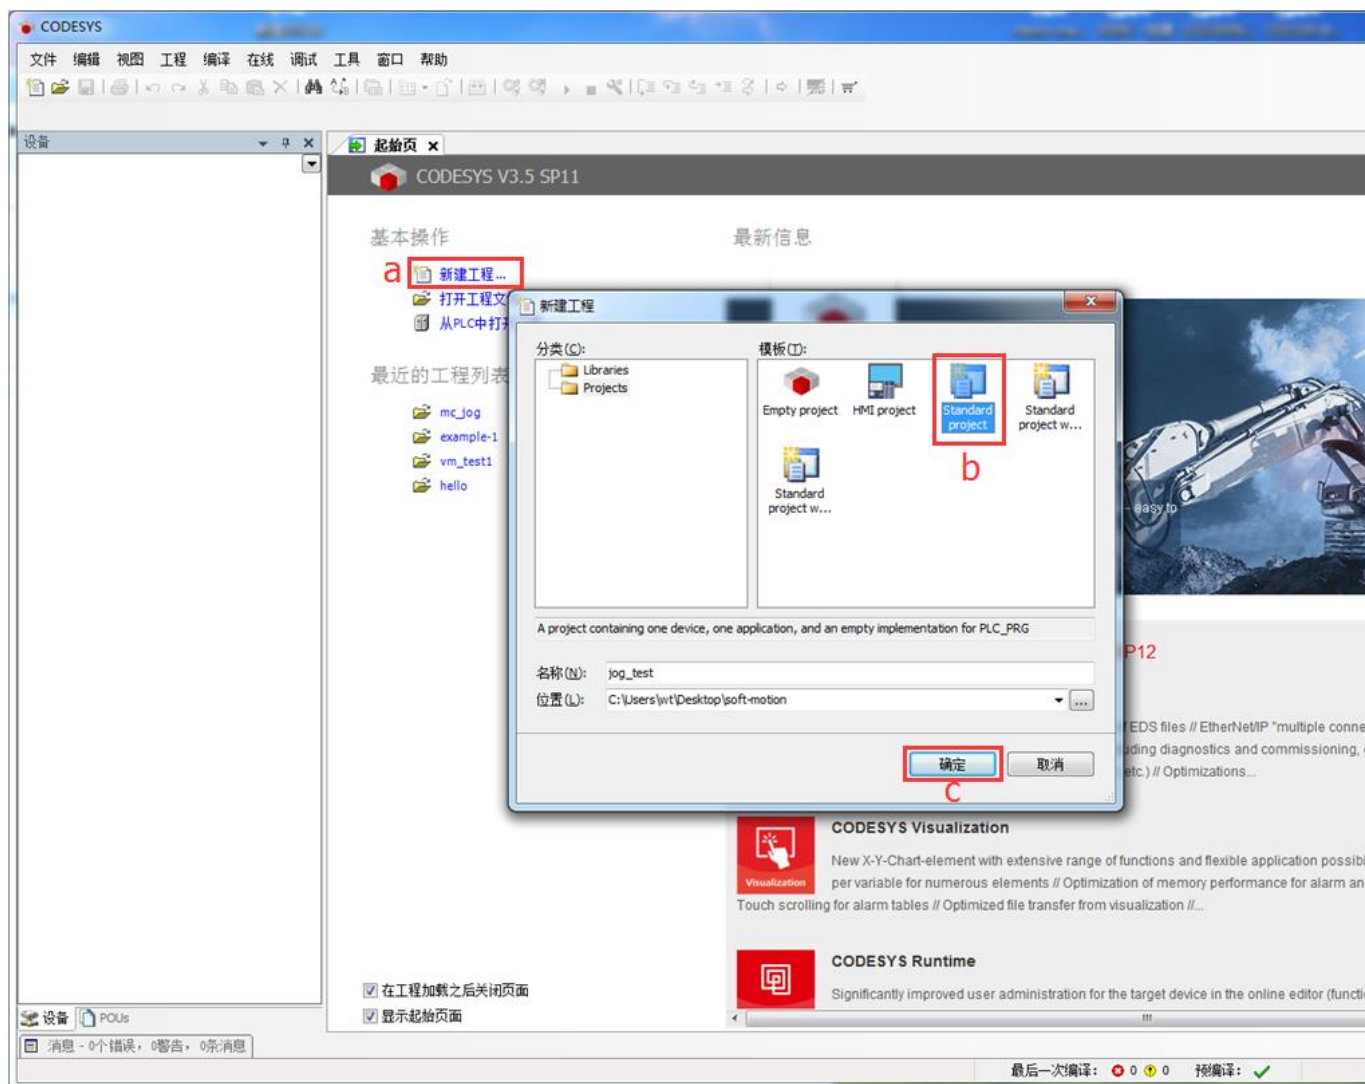 CODESYS
文件 编辑 视图 工程 编译 在线 调试 工具 窗口 帮助
设备
起始页
CODESYS V3.5 SP11
基本操作
最新信息
a
新建工程...
打开工程文
从PLC中打开
最近的工程列表
mc_jog
example-1
vm_test1
hello
新建工程
分类(C):
模板(T):
Libraries
Projects
Empty project
HMI project
Standard project
Standard project w...
b
Standard project w...
A project containing one device, one application, and an empty implementation for PLC_PRG
名称(N):
jog_test
位置(L):
C:\Users\wt\Desktop\soft-motion
...
确定
取消
c
- easy to
P12
EDS files // EtherNet/IP "multiple conne
uding diagnostics and commissioning,
etc.) // Optimizations...
CODESYS Visualization
New X-Y-Chart-element with extensive range of functions and flexible application possibi
per variable for numerous elements // Optimization of memory performance for alarm an
Touch scrolling for alarm tables // Optimized file transfer from visualization //...
Visualization
CODESYS Runtime
Significantly improved user administration for the target device in the online editor (functi
在工程加载之后关闭页面
显示起始页面
设备
POUs
消息 - 0个错误, 0警告, 0条消息
最后一次编译: 0 0 预编译: